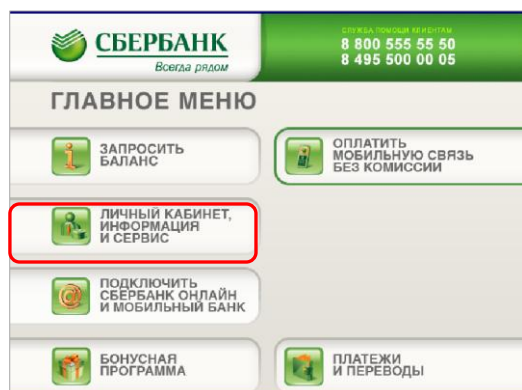 СБЕРБАНК
Всегда рядом
СЛУЖБА ПОМОЩИ КЛИЕНТАМ
8 800 555 55 50
8 495 500 00 05
ГЛАВНОЕ МЕНЮ
ЗАПРОСИТЬ
БАЛАНС
ОПЛАТИТЬ
МОБИЛЬНУЮ СВЯЗЬ
БЕЗ КОМИССИИ
ЛИЧНЫЙ КАБИНЕТ,
ИНФОРМАЦИЯ
И СЕРВИС
ПОДКЛЮЧИТЬ
СБЕРБАНК ОНЛАЙН
И МОБИЛЬНЫЙ БАНК
БОНУСНАЯ
ПРОГРАММА
ПЛАТЕЖИ
И ПЕРЕВОДЫ